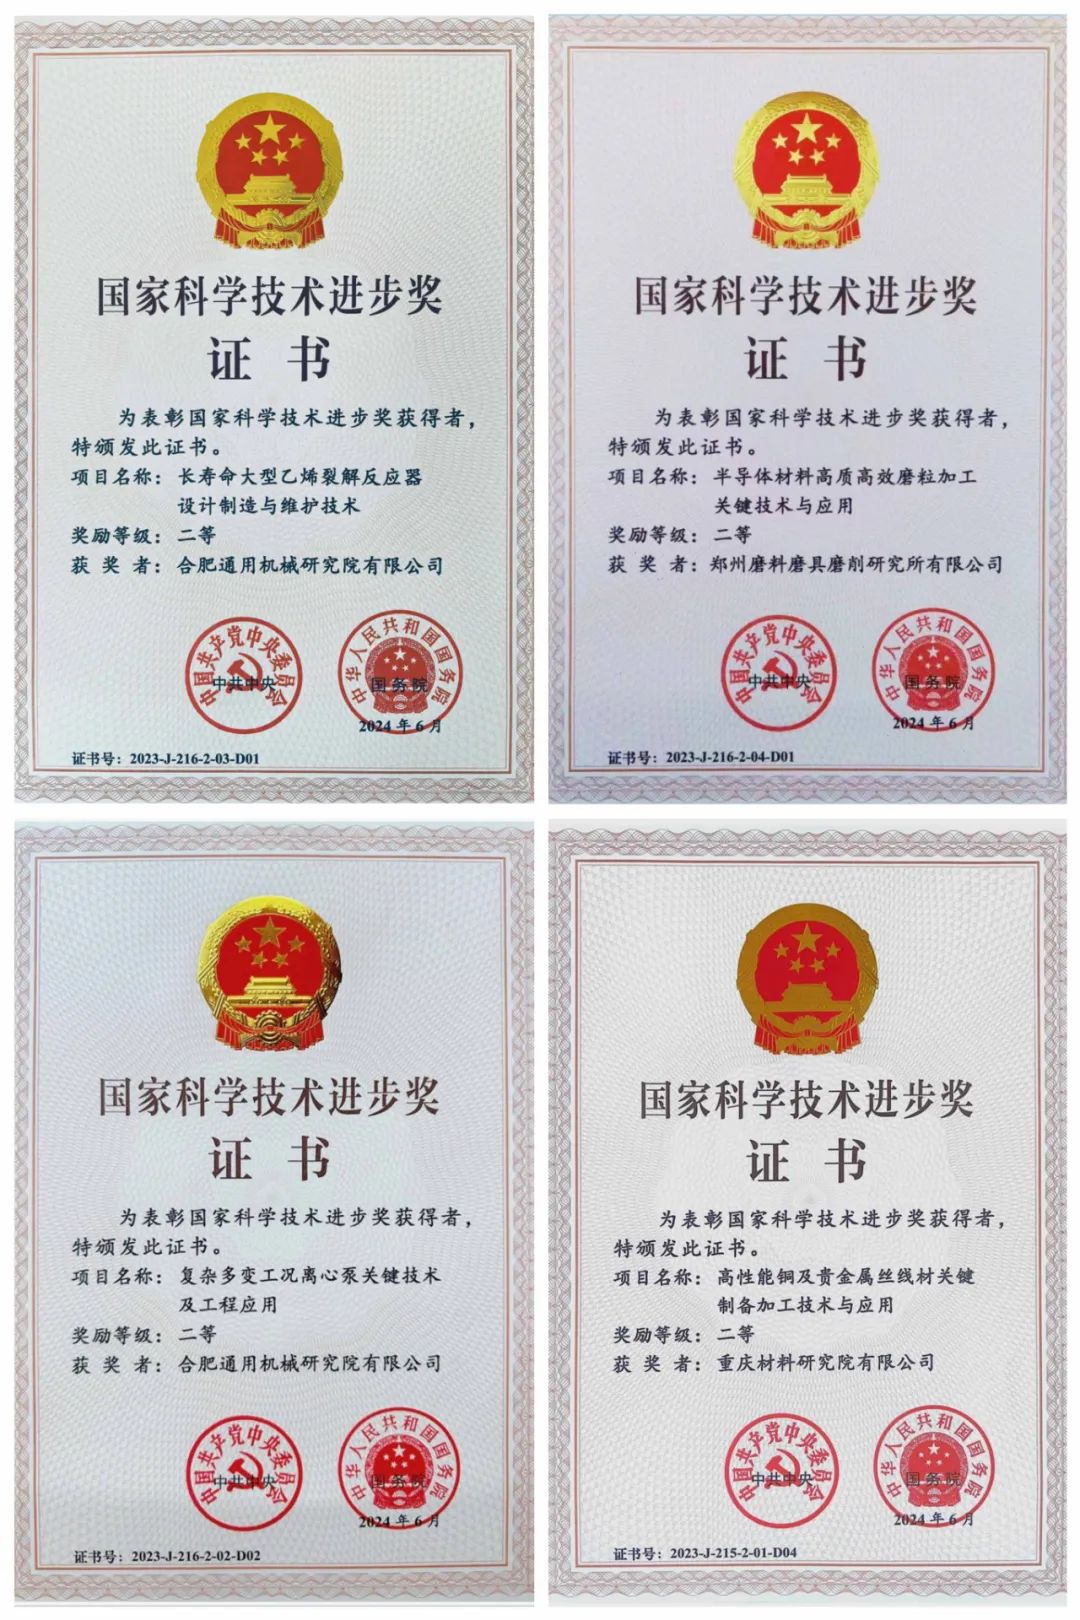 国家科学技术进步奖
证书
为表彰国家科学技术进步奖获得者，
特颁发此证书。
项目名称：长寿命大型乙烯裂解反应器
设计制造与维护技术
奖励等级：二等
获奖者：合肥通用机械研究院有限公司
中国共产党中央委员会
中共中央
中华人民共和国国务院
国务院
2024年6月
证书号：2023-J-216-2-03-D01
国家科学技术进步奖
证书
为表彰国家科学技术进步奖获得者，
特颁发此证书。
项目名称：半导体材料高质高效磨粒加工
关键技术与应用
奖励等级：二等
获奖者：郑州磨料磨具磨削研究所有限公司
中国共产党中央委员会
中共中央
中华人民共和国国务院
国务院
2024年6月
证书号：2023-J-216-2-04-D01
国家科学技术进步奖
证书
为表彰国家科学技术进步奖获得者，
特颁发此证书。
项目名称：复杂多变工况离心泵关键技术
及工程应用
奖励等级：二等
获奖者：合肥通用机械研究院有限公司
中国共产党中央委员会
中共中央
中华人民共和国国务院
国务院
2024年6月
证书号：2023-J-216-2-02-D02
国家科学技术进步奖
证书
为表彰国家科学技术进步奖获得者，
特颁发此证书。
项目名称：高性能铜及贵金属丝线材关键
制备加工技术与应用
奖励等级：二等
获奖者：重庆材料研究院有限公司
中国共产党中央委员会
中共中央
中华人民共和国国务院
国务院
2024年6月
证书号：2023-J-215-2-01-D04